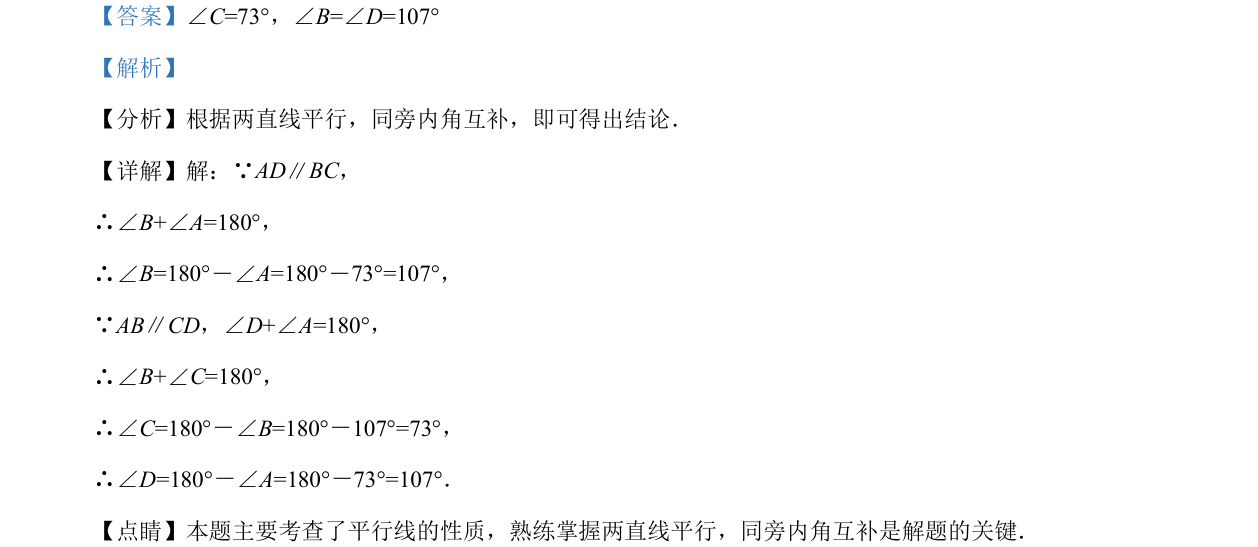 【答案】∠C=73°，∠B=∠D=107°
【解析】
【分析】根据两直线平行，同旁内角互补，即可得出结论．
【详解】解：∵AD∥BC，
∴∠B+∠A=180°，
∴∠B=180°－∠A=180°－73°=107°，
∵AB∥CD，∠D+∠A=180°，
∴∠B+∠C=180°，
∴∠C=180°－∠B=180°－107°=73°，
∴∠D=180°－∠A=180°－73°=107°．
【点睛】本题主要考查了平行线的性质，熟练掌握两直线平行，同旁内角互补是解题的关键．